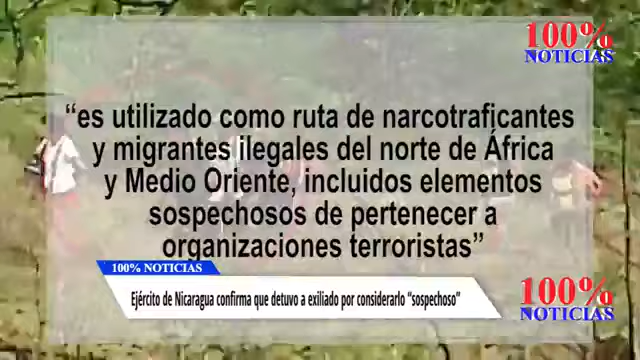 100%
NOTICIAS
“es utilizado como ruta de narcotraficantes
y migrantes ilegales del norte de África
y Medio Oriente, incluidos elementos
sospechosos de pertenecer a
organizaciones terroristas”
100% NOTICIAS
Ejército de Nicaragua confirma que detuvo a exiliado por considerarlo “sospechoso”
100%
NOTICIAS